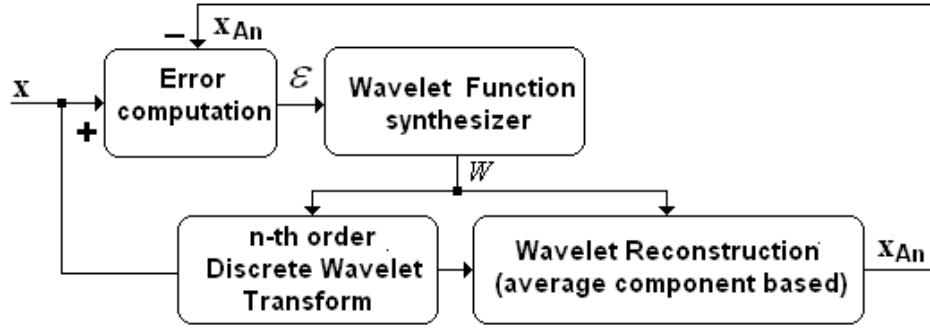 − x_An
x
+
Error
computation
ε
Wavelet Function
synthesizer
W
n-th order
Discrete Wavelet
Transform
Wavelet Reconstruction
(average component based)
x_An